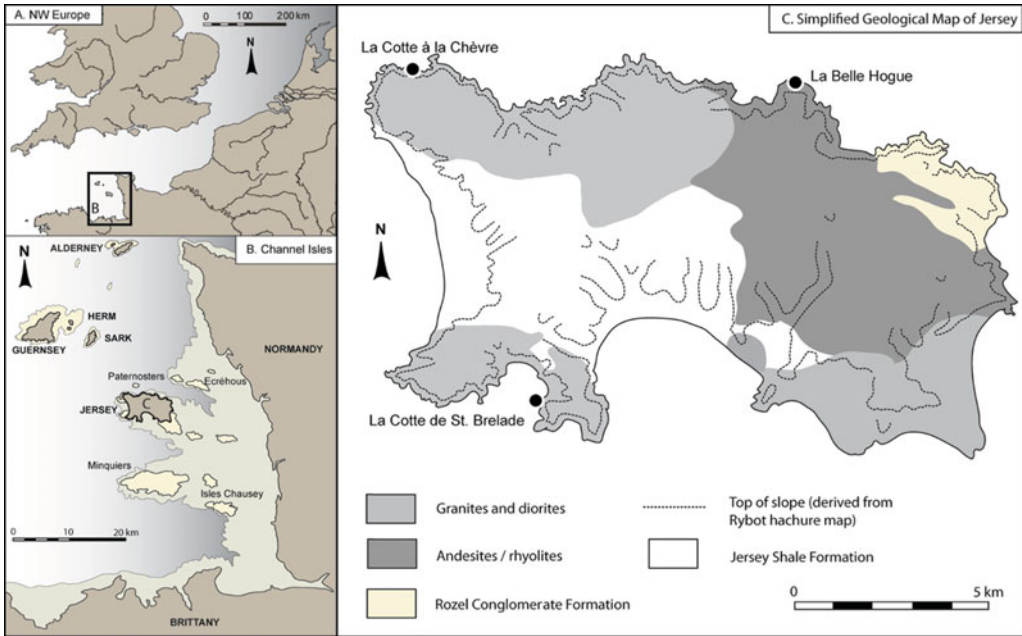 A. NW Europe
0 100 200 km
N
B
B. Channel Isles
N
ALDERNEY
HERM
SARK
GUERNSEY
NORMANDY
Paternosters
Ecréhous
JERSEY
C
Minquiers
Isles Chausey
0 10 20 km
BRITTANY
C. Simplified Geological Map of Jersey
La Cotte à la Chèvre
La Belle Hogue
N
La Cotte de St. Brelade
Granites and diorites
Andesites / rhyolites
Rozel Conglomerate Formation
Top of slope (derived from
Rybot hachure map)
Jersey Shale Formation
0 5 km